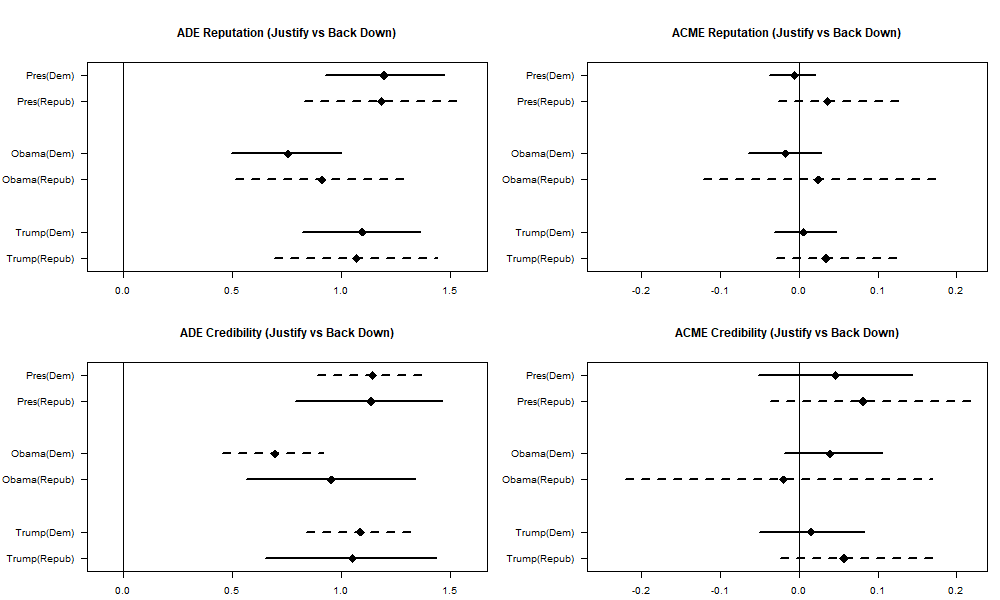 ADE Reputation (Justify vs Back Down)
Pres(Dem)
Pres(Repub)
Obama(Dem)
Obama(Repub)
Trump(Dem)
Trump(Repub)
0.0 0.5 1.0 1.5
ACME Reputation (Justify vs Back Down)
Pres(Dem)
Pres(Repub)
Obama(Dem)
Obama(Repub)
Trump(Dem)
Trump(Repub)
-0.2 -0.1 0.0 0.1 0.2
ADE Credibility (Justify vs Back Down)
Pres(Dem)
Pres(Repub)
Obama(Dem)
Obama(Repub)
Trump(Dem)
Trump(Repub)
0.0 0.5 1.0 1.5
ACME Credibility (Justify vs Back Down)
Pres(Dem)
Pres(Repub)
Obama(Dem)
Obama(Repub)
Trump(Dem)
Trump(Repub)
-0.2 -0.1 0.0 0.1 0.2